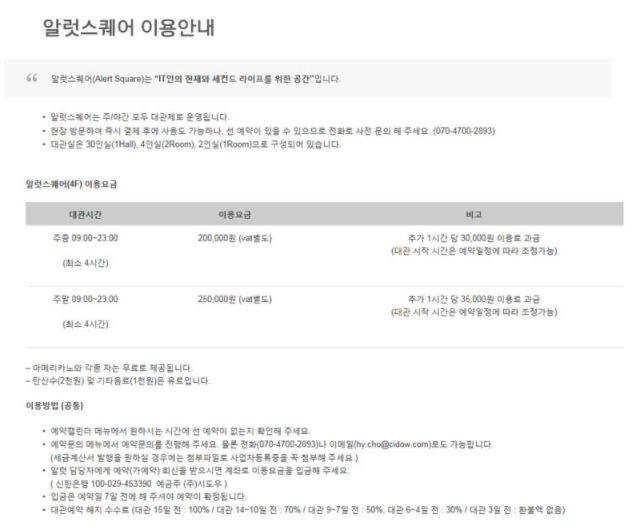 알럿스퀘어 이용안내
“ 알럿스퀘어(Alert Square)는 "IT인의 현재와 세컨드 라이프를 위한 공간"입니다.
• 알럿스퀘어는 주/야간 모두 대관제로 운영됩니다.
• 현장 방문하여 즉시 결제 후에 사용도 가능하나, 선 예약이 있을 수 있으므로 전화로 사전 문의 해 주세요. (070-4700-2893)
• 대관실은 30인실(1Hall), 4인실(2Room), 2인실(1Room)으로 구성되어 있습니다.
알럿스퀘어(4F) 이용요금
대관시간 이용요금 비고
주중 09:00~23:00 200,000원 (vat별도) 추가 1시간 당 30,000원 이용료 과금
(대관 시작 시간은 예약일정에 따라 조정가능)
(최소 4시간)
주말 09:00~23:00 250,000원 (vat별도) 추가 1시간 당 35,000원 이용료 과금
(대관 시작 시간은 예약일정에 따라 조정가능)
(최소 4시간)
– 아메리카노와 각종 차는 무료로 제공됩니다.
– 탄산수(2천원) 및 기타음료(1천원)은 유료입니다.
이용방법 (공통)
• 예약캘린더 메뉴에서 원하시는 시간에 선 예약이 없는지 확인해 주세요.
• 예약문의 메뉴에서 예약문의를 진행해 주세요. 물론 전화(070-4700-2893)나 이메일(hy.cho@cidow.com)로도 가능합니다.
(세금계산서 발행을 원하실 경우에는 첨부파일로 사업자등록증을 꼭 첨부해 주세요.)
• 알럿 담당자에게 예약(가예약) 회신을 받으시면 계좌로 이용요금을 입금해 주세요.
( 신한은행 100-029-453390 예금주 (주)시도우 )
• 입금은 예약일 7일 전에 해 주셔야 예약이 확정됩니다.
• 대관예약 해지 수수료 (대관 15일 전 : 100% / 대관 14~10일 전 : 70% / 대관 9~7일 전 : 50%, 대관 6~4일 전 : 30% / 대관 3일 전 : 환불액 없음)